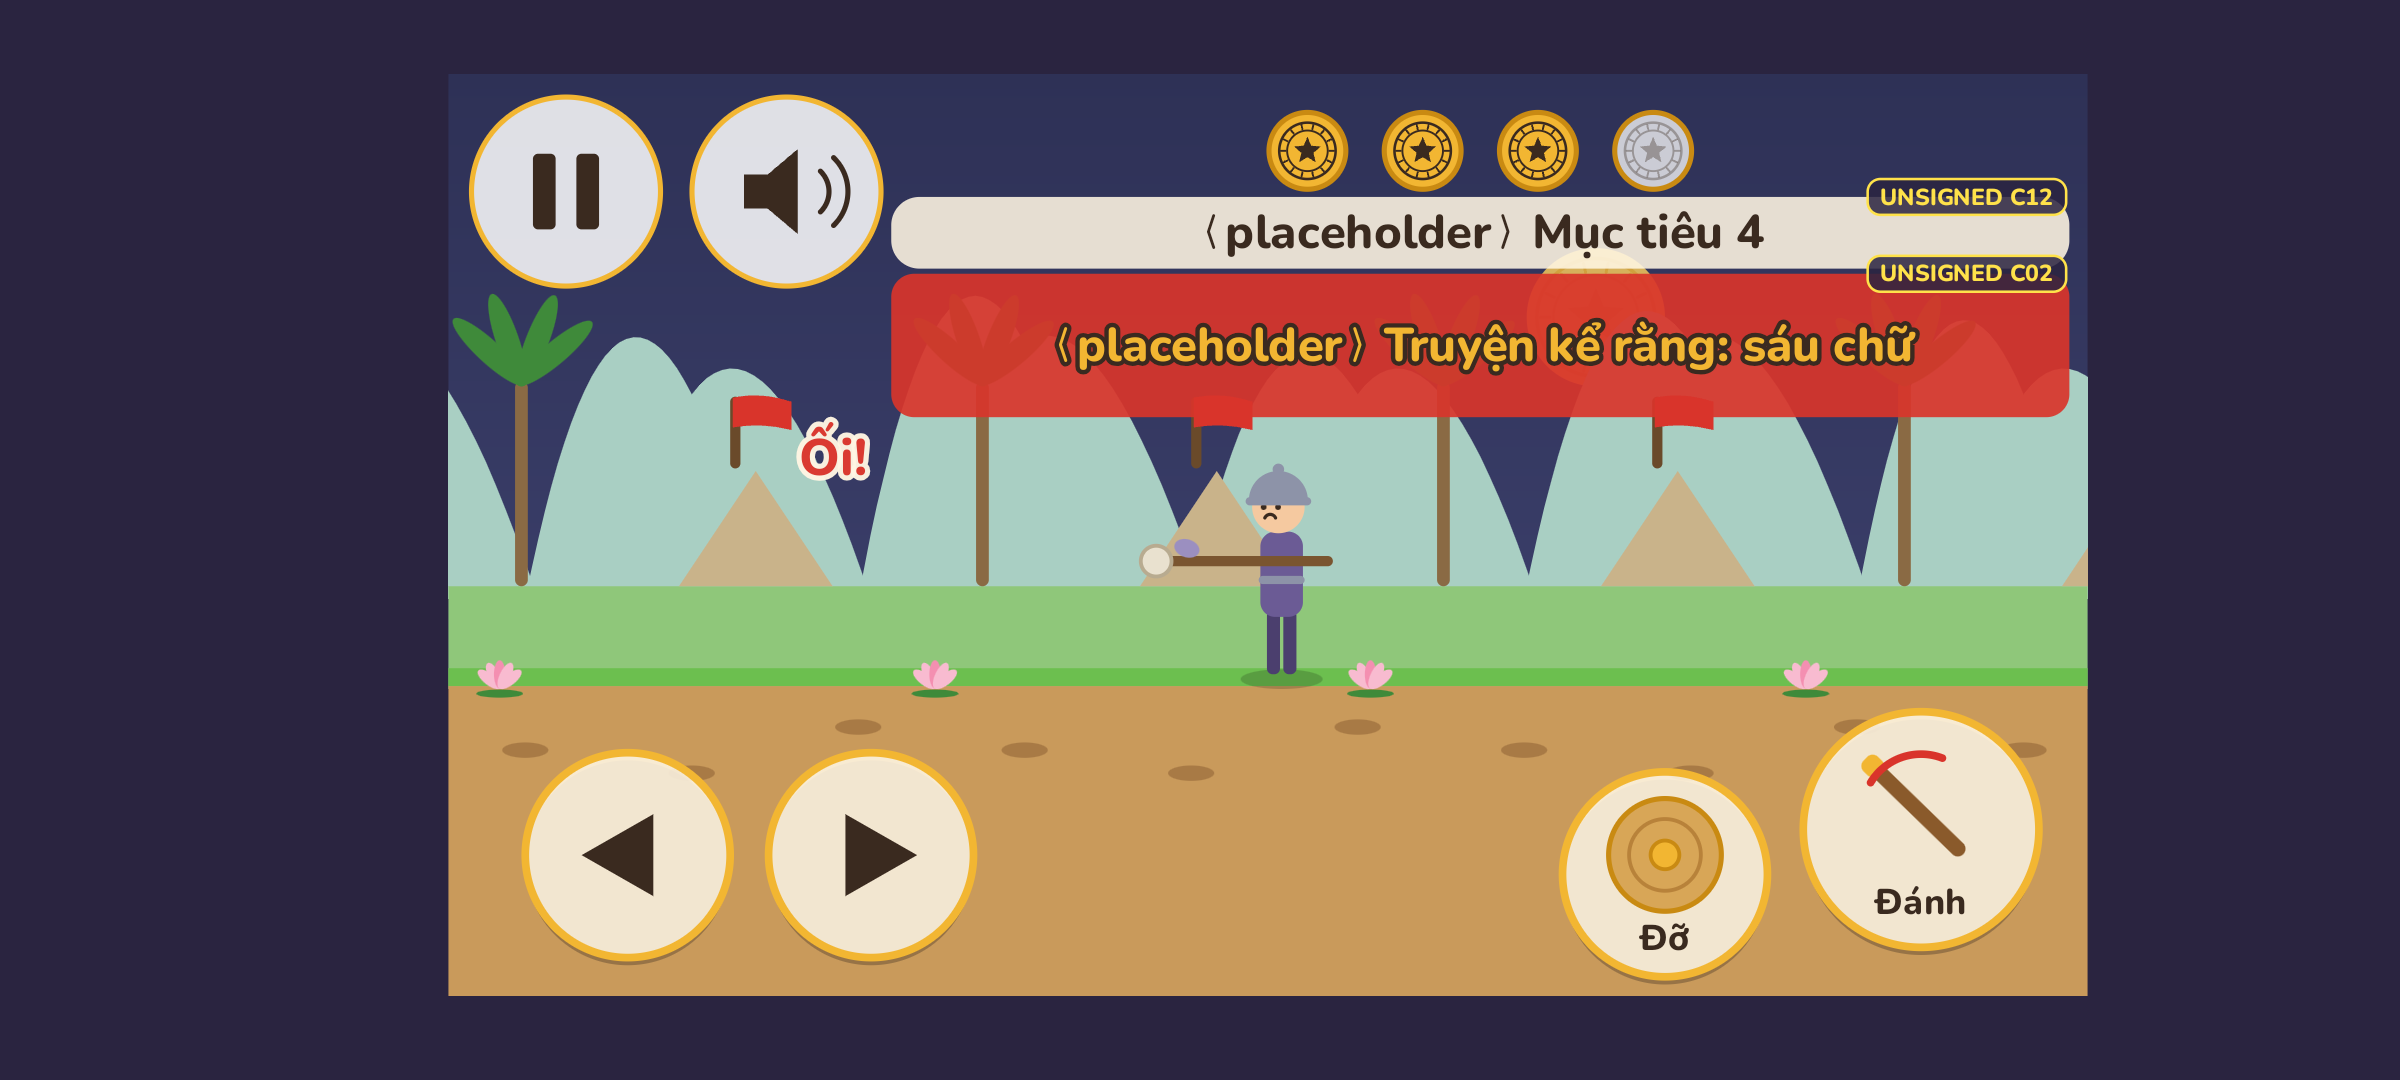 UNSIGNED C12
⟨placeholder⟩ Mục tiêu 4
UNSIGNED C02
⟨placeholder⟩ Truyện kể rằng: sáu chữ
Ối!
Đánh
Đỡ